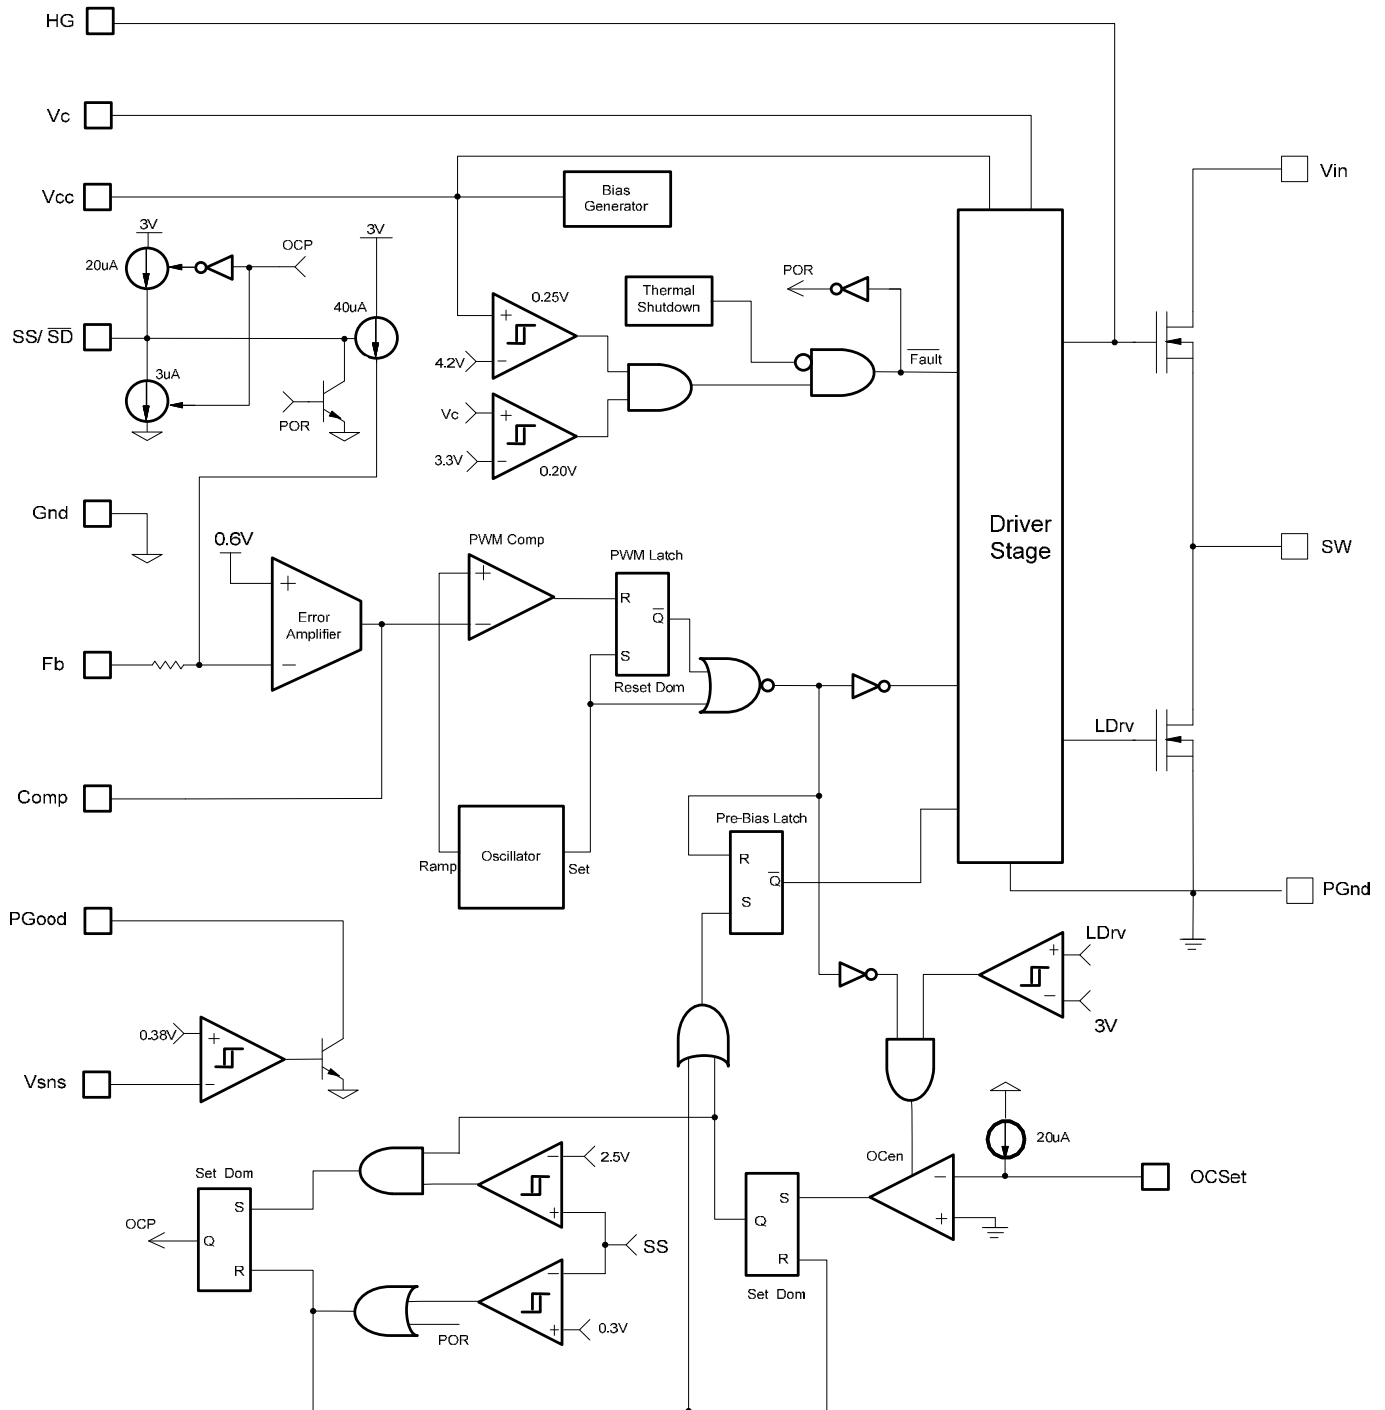 HG
Vc
Vin
Vcc
Bias
Generator
3V
3V
OCP
20uA
POR
Thermal
Shutdown
0.25V
40uA
SS/ SD
4.2V
+
−
Fault
3uA
Vc
+
POR
3.3V
−
0.20V
Gnd
Driver
Stage
0.6V
PWM Comp
SW
PWM Latch
+
+
R
Q
Error
Amplifier
−
S
Fb
−
Reset Dom
LDrv
Comp
Pre-Bias Latch
Ramp
Oscillator
Set
R
Q
S
PGnd
PGood
LDrv
+
−
3V
0.38V
+
Vsns
−
20uA
OCen
2.5V
−
Set Dom
−
OCSet
S
+
S
OCP
Q
SS
Q
+
R
−
R
Set Dom
POR
+
0.3V